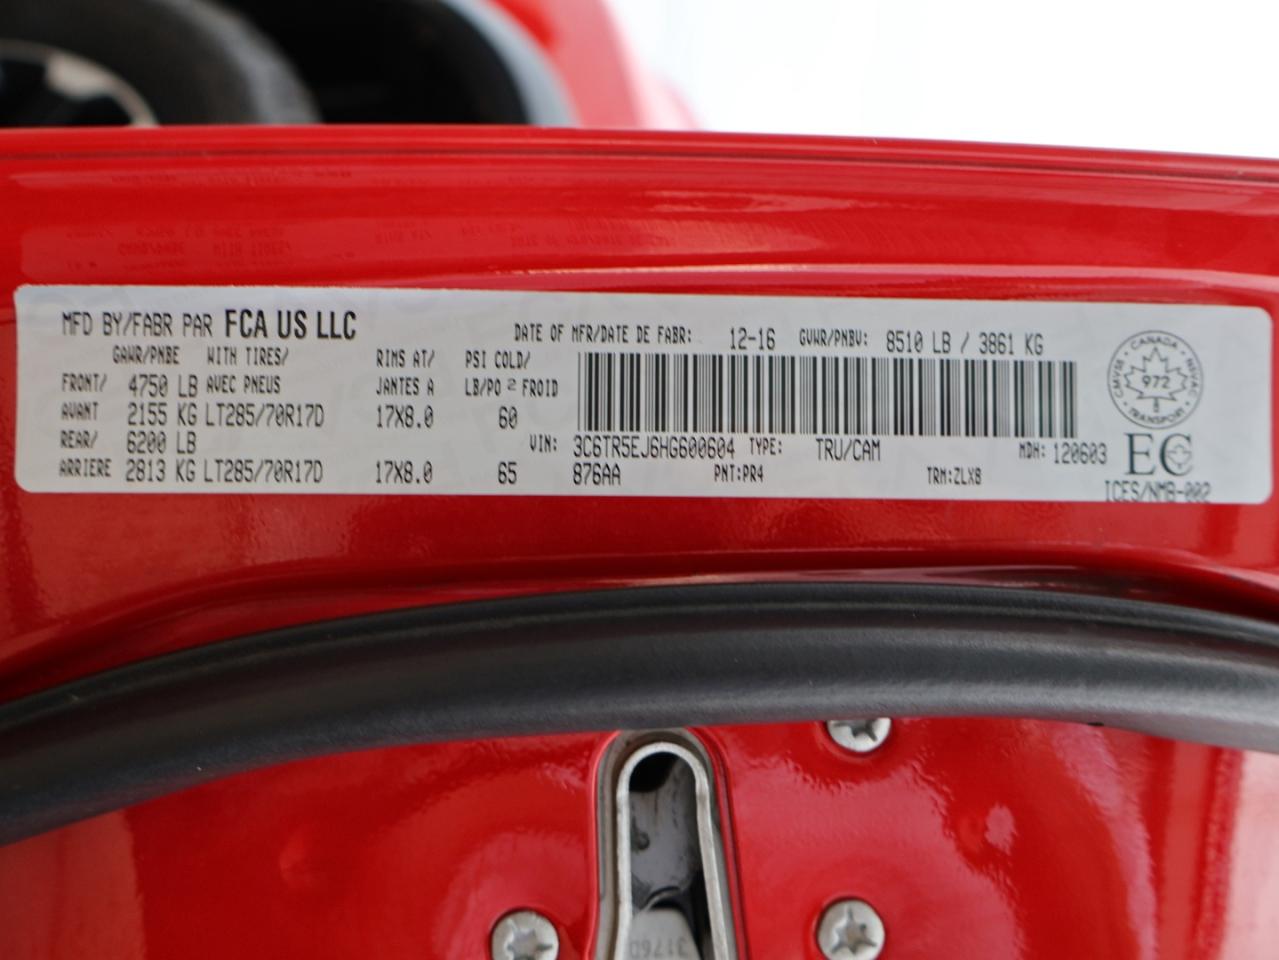 MFD BY/FABR PAR FCA US LLC DATE OF MFR/DATE DE FABR: 12-16 GVWR/PNBV: 8510 LB / 3861 KG
GAWR/PNBE WITH TIRES/ RIMS AT/ PSI COLD/
FRONT/ 4750 LB AVEC PNEUS JANTES A LB/PO² FROID
AVANT 2155 KG LT285/70R17D 17X8.0 60
REAR/ 6200 LB VIN: 3C6TR5EJ6HG600604 TYPE: TRU/CAM MDH: 120603
ARRIERE 2813 KG LT285/70R17D 17X8.0 65 876AA PNT:PR4 TRM:ZLX8
CANADA
CMVSS NSVAC
972
TRANSPORT
EC
ICES/NMB-002